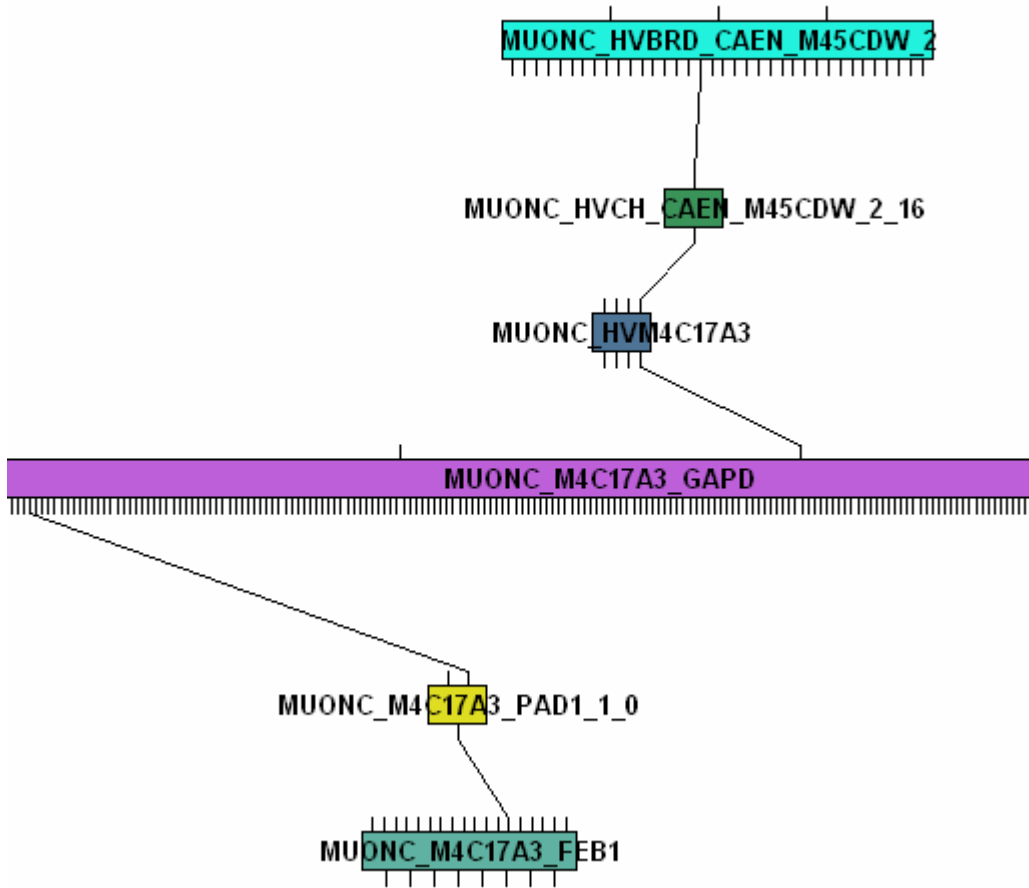 MUONC_HVBRD_CAEN_M45CDW_2
MUONC_HVCH_CAEN_M45CDW_2_16
MUONC_HVM4C17A3
MUONC_M4C17A3_GAPD
MUONC_M4C17A3_PAD1_1_0
MUONC_M4C17A3_FEB1